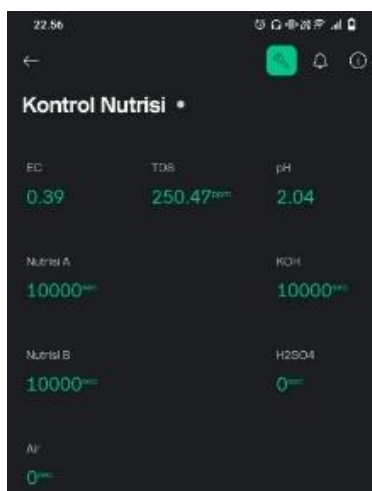 22.56
Kontrol Nutrisi
EC TDS pH
0.39 250.47ppm 2.04
Nutrisi A KOH
10000 10000
Nutrisi B H2SO4
10000 0
Air
0